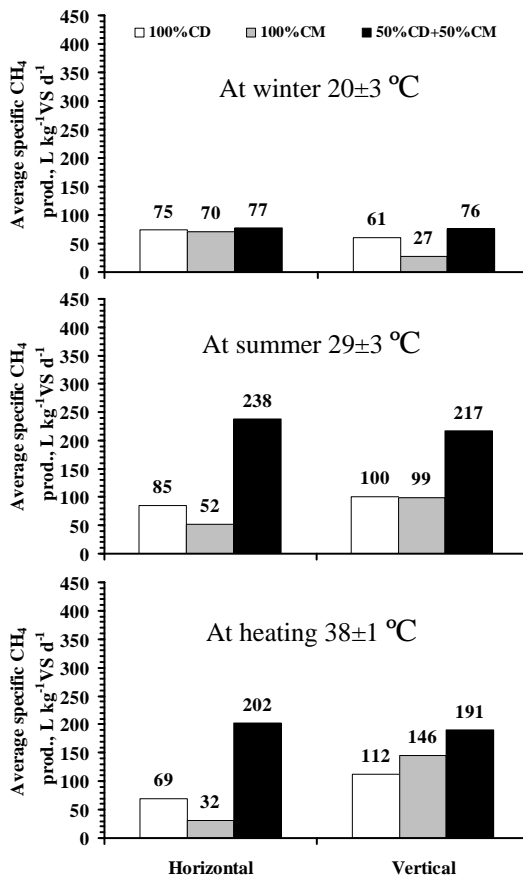 100%CD 100%CM 50%CD+50%CM
At winter 20±3 ºC
Average specific CH4
prod., L kg-1VS d-1
450
400
350
300
250
200
150
100
50
0
75 70 77 61 27 76
At summer 29±3 ºC
Average specific CH4
prod., L kg-1VS d-1
450
400
350
300
250
200
150
100
50
0
85 52 238 100 99 217
At heating 38±1 ºC
Average specific CH4
prod., L kg-1VS d-1
450
400
350
300
250
200
150
100
50
0
69 32 202 112 146 191
Horizontal Vertical